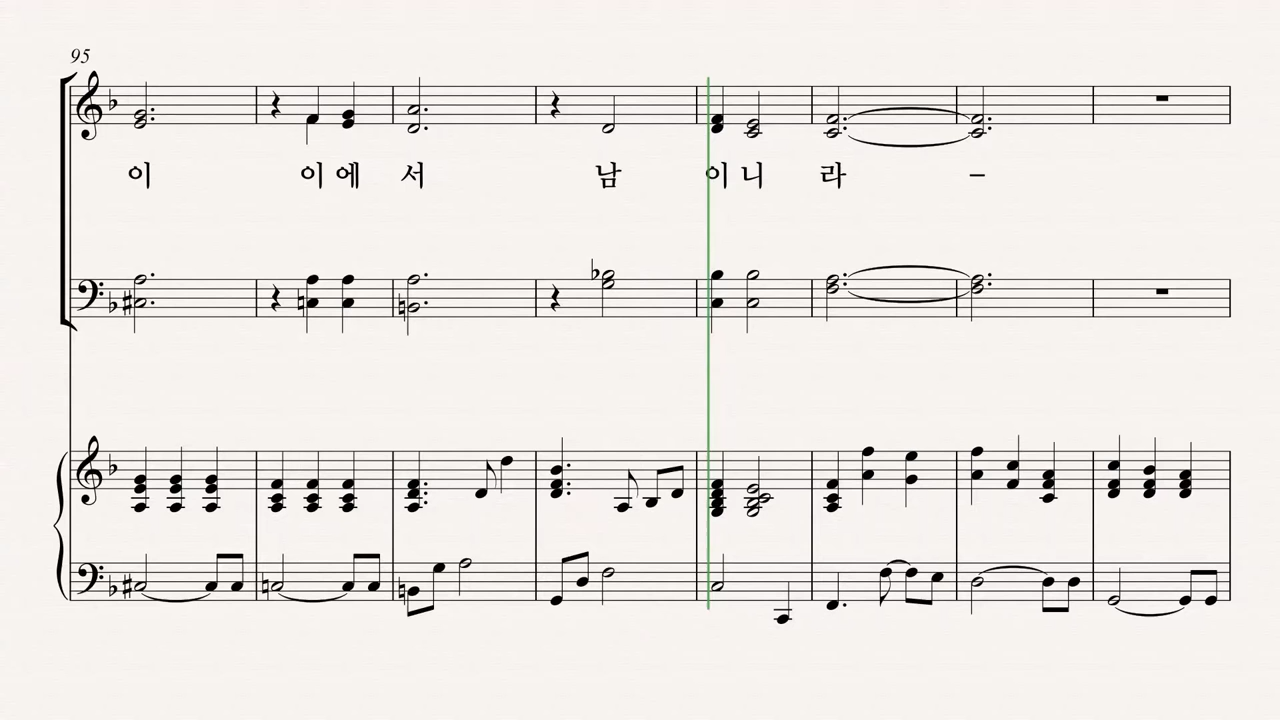 95
이 이 에 서 남 이 니 라 –